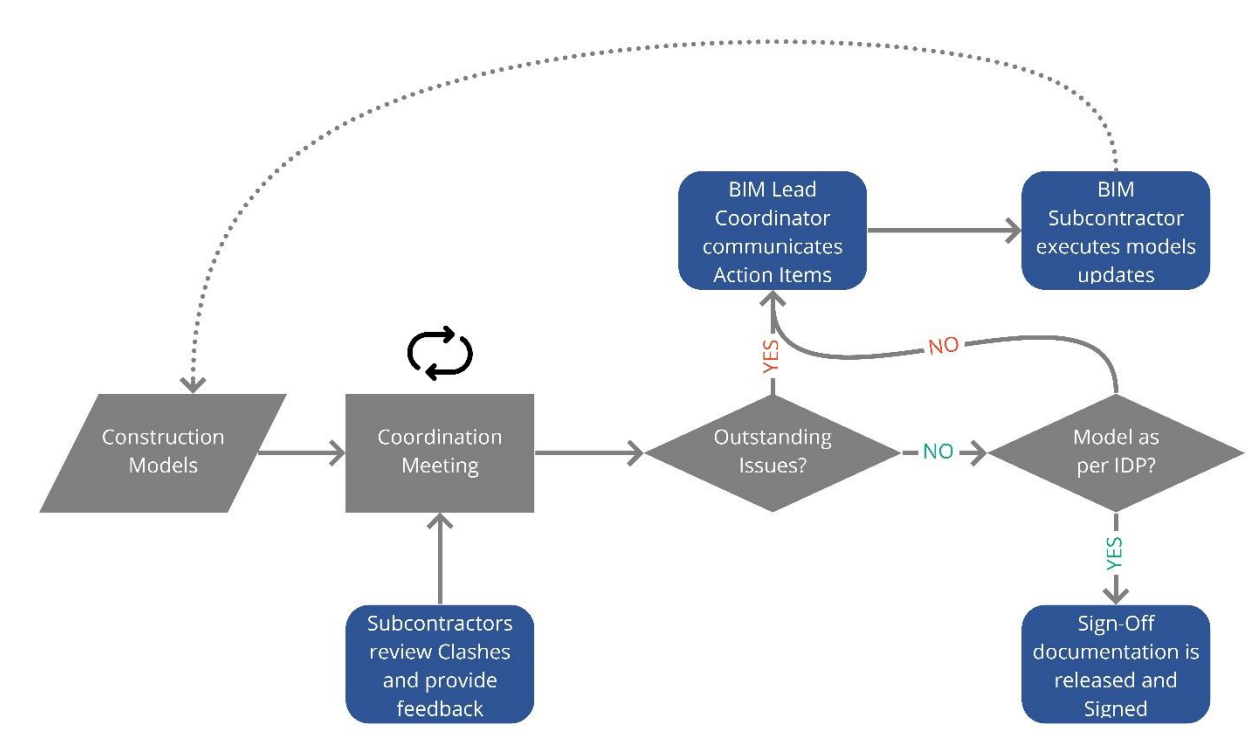 BIM Lead
Coordinator
communicates
Action Items
BIM
Subcontractor
executes models
updates
YES
NO
Construction
Models
Coordination
Meeting
Outstanding
Issues?
NO
Model as
per IDP?
YES
Subcontractors
review Clashes
and provide
feedback
Sign-Off
documentation is
released and
Signed